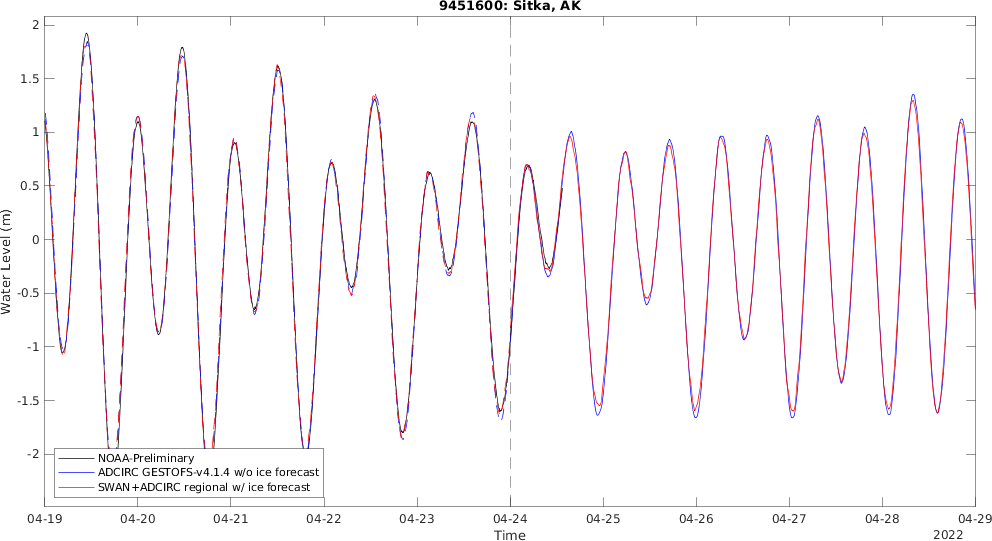 9451600: Sitka, AK
2
1.5
1
0.5
0
-0.5
-1
-1.5
-2
Water Level (m)
NOAA-Preliminary
ADCIRC GESTOFS-v4.1.4 w/o ice forecast
SWAN+ADCIRC regional w/ ice forecast
04-19 04-20 04-21 04-22 04-23 04-24 04-25 04-26 04-27 04-28 04-29
Time
2022